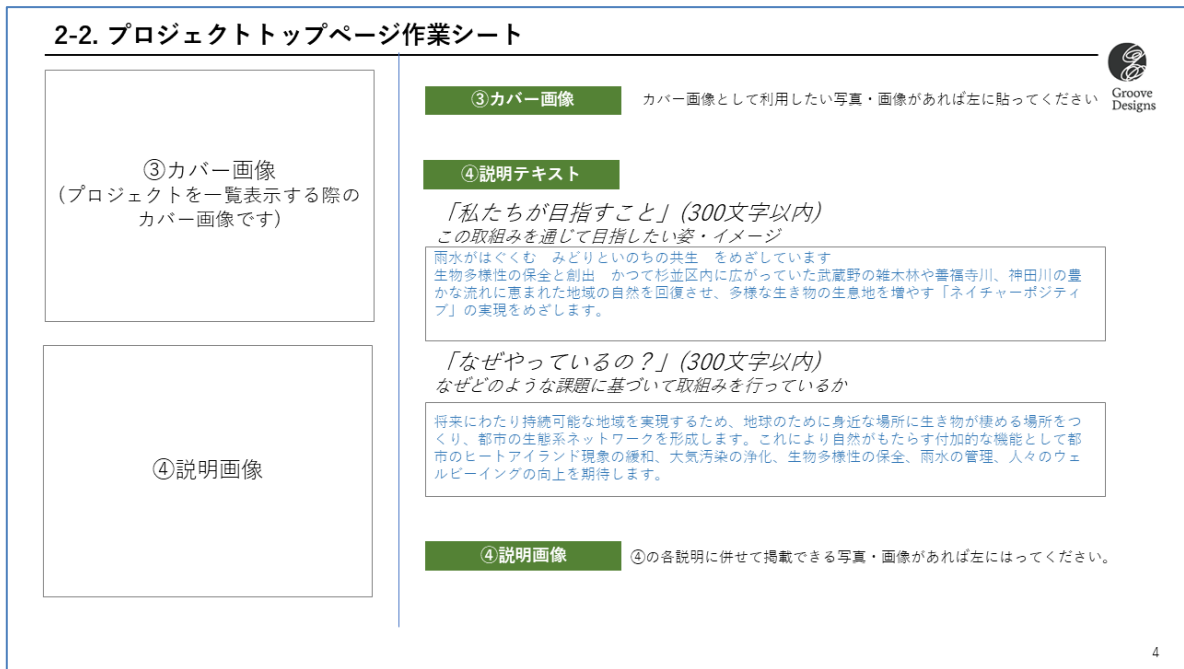 2-2. プロジェクトトップページ作業シート
Groove
Designs
③カバー画像
(プロジェクトを一覧表示する際の
カバー画像です)
④説明画像
③カバー画像
カバー画像として利用したい写真・画像があれば左に貼ってください
④説明テキスト
「私たちが目指すこと」(300文字以内)
この取組みを通じて目指したい姿・イメージ
雨水がはぐくむ　みどりといのちの共生　をめざしています
生物多様性の保全と創出　かつて杉並区内に広がっていた武蔵野の雑木林や善福寺川、神田川の豊
かな流れに恵まれた地域の自然を回復させ、多様な生き物の生息地を増やす「ネイチャーポジティ
ブ」の実現をめざします。
「なぜやっているの？」(300文字以内)
なぜどのような課題に基づいて取組みを行っているか
将来にわたり持続可能な地域を実現するため、地球のために身近な場所に生き物が棲める場所をつ
くり、都市の生態系ネットワークを形成します。これにより自然がもたらす付加的な機能として都
市のヒートアイランド現象の緩和、大気汚染の浄化、生物多様性の保全、雨水の管理、人々のウェ
ルビーイングの向上を期待します。
④説明画像
④の各説明に併せて掲載できる写真・画像があれば左にはってください。
4